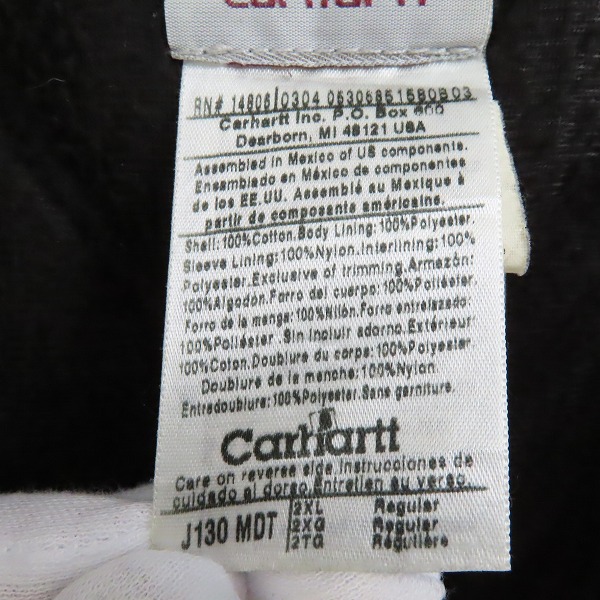 Carhartt
RN# 14806/0304 053068515B0B03
Carhartt Inc. P.O. Box 600
Dearborn, MI 48121 USA
Assembled in Mexico of US componente.
Ensamblado en México de componentes
de los EE.UU. Assemblé au Mexique à
partir de composants américains.
Shell:100%Cotton.Body Lining:100%Polyester.
Sleeve Lining:100%Nylon.Interlining:100%
Polyester.Exclusive of trimming.Armazón:
100%Algodon.Forro del cuerpo:100%Poliéster.
Forro de la manga:100%Nilón.Forro entrelazado:
100%Poliéster. Sin incluir adorno.Extérieur
100%Coton.Doublure du corps:100%Polyester
Doublure de la manche:100%Nylon.
Entredoublure:100%Polyester.Sans garniture.
Carhartt
Care on reverse side Instrucciones de
cuidado al dorso.Entretien au verso.
J130 MDT
2XL Regular
2XG Regular
2TG Régulière